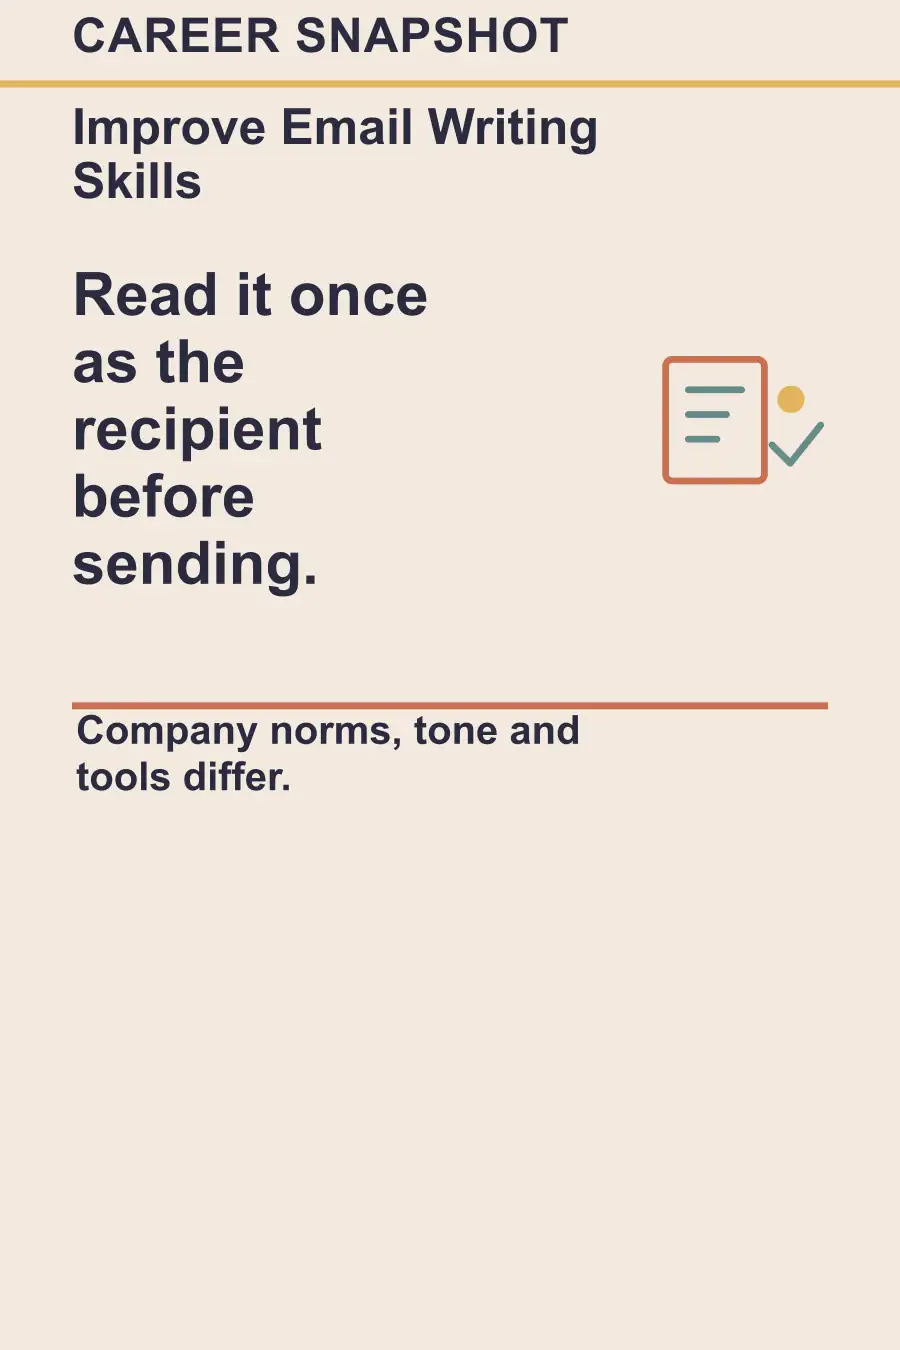 CAREER SNAPSHOT
Improve Email Writing
Skills
Read it once
as the
recipient
before
sending.
Company norms, tone and
tools differ.